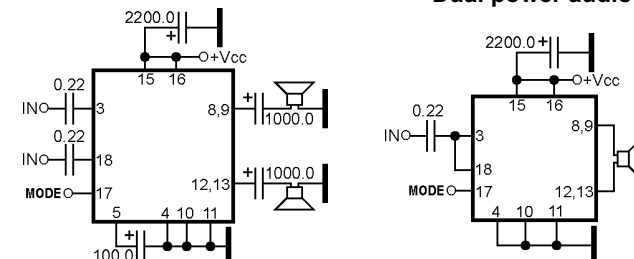 Dual power audio
2200.0
+
+Vcc
15 16
0.22
IN
3
8,9
+
1000.0
0.22
IN
18
12,13
+
1000.0
MODE
17
5 4 10 11
+
100.0
2200.0 +
+Vcc
15 16
0.22
IN
3
8,9
18
MODE
17
12,13
4 10 11